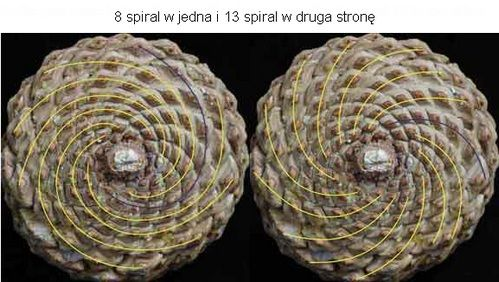 8 spiral w jedna i 13 spiral w druga stronę